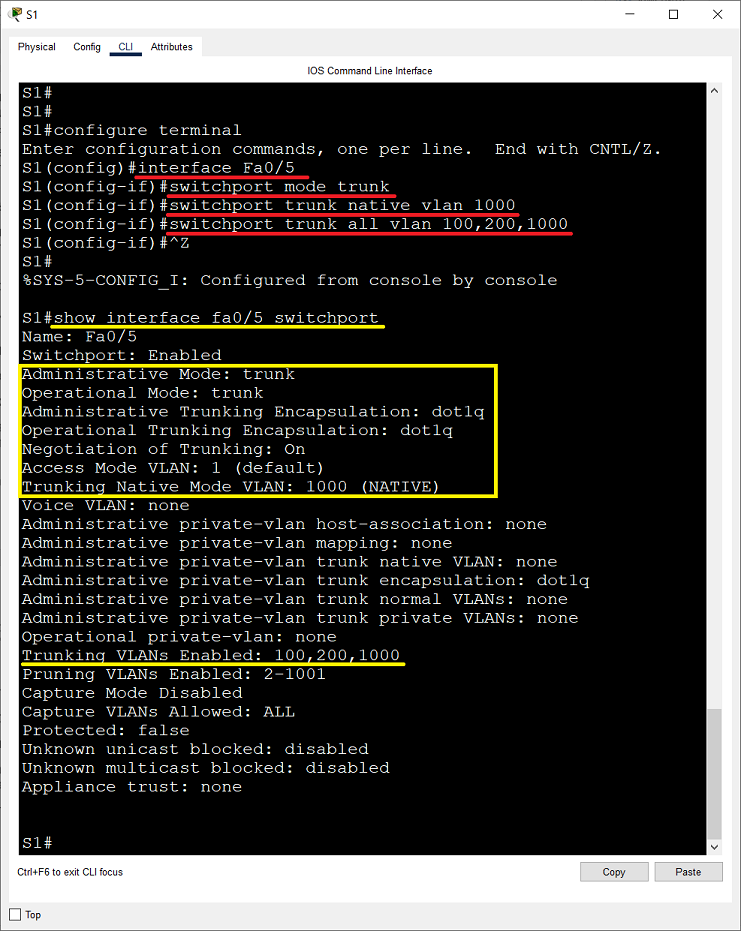 S1
Physical Config CLI Attributes
IOS Command Line Interface
S1#
S1#
S1#configure terminal
Enter configuration commands, one per line.  End with CNTL/Z.
S1(config)#interface Fa0/5
S1(config-if)#switchport mode trunk
S1(config-if)#switchport trunk native vlan 1000
S1(config-if)#switchport trunk all vlan 100,200,1000
S1(config-if)#^Z
S1#
%SYS-5-CONFIG_I: Configured from console by console
S1#show interface fa0/5 switchport
Name: Fa0/5
Switchport: Enabled
Administrative Mode: trunk
Operational Mode: trunk
Administrative Trunking Encapsulation: dot1q
Operational Trunking Encapsulation: dot1q
Negotiation of Trunking: On
Access Mode VLAN: 1 (default)
Trunking Native Mode VLAN: 1000 (NATIVE)
Voice VLAN: none
Administrative private-vlan host-association: none
Administrative private-vlan mapping: none
Administrative private-vlan trunk native VLAN: none
Administrative private-vlan trunk encapsulation: dot1q
Administrative private-vlan trunk normal VLANs: none
Administrative private-vlan trunk private VLANs: none
Operational private-vlan: none
Trunking VLANs Enabled: 100,200,1000
Pruning VLANs Enabled: 2-1001
Capture Mode Disabled
Capture VLANs Allowed: ALL
Protected: false
Unknown unicast blocked: disabled
Unknown multicast blocked: disabled
Appliance trust: none
S1#
Ctrl+F6 to exit CLI focus
Copy Paste
Top